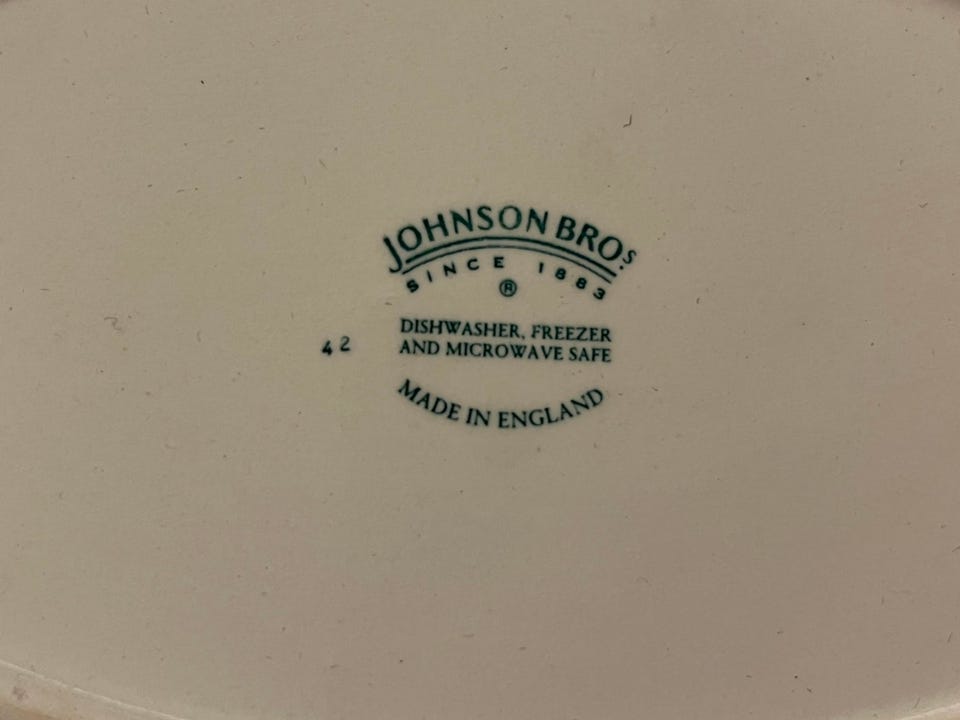 JOHNSON BROS
SINCE 1883
®
DISHWASHER, FREEZER
AND MICROWAVE SAFE
42
MADE IN ENGLAND